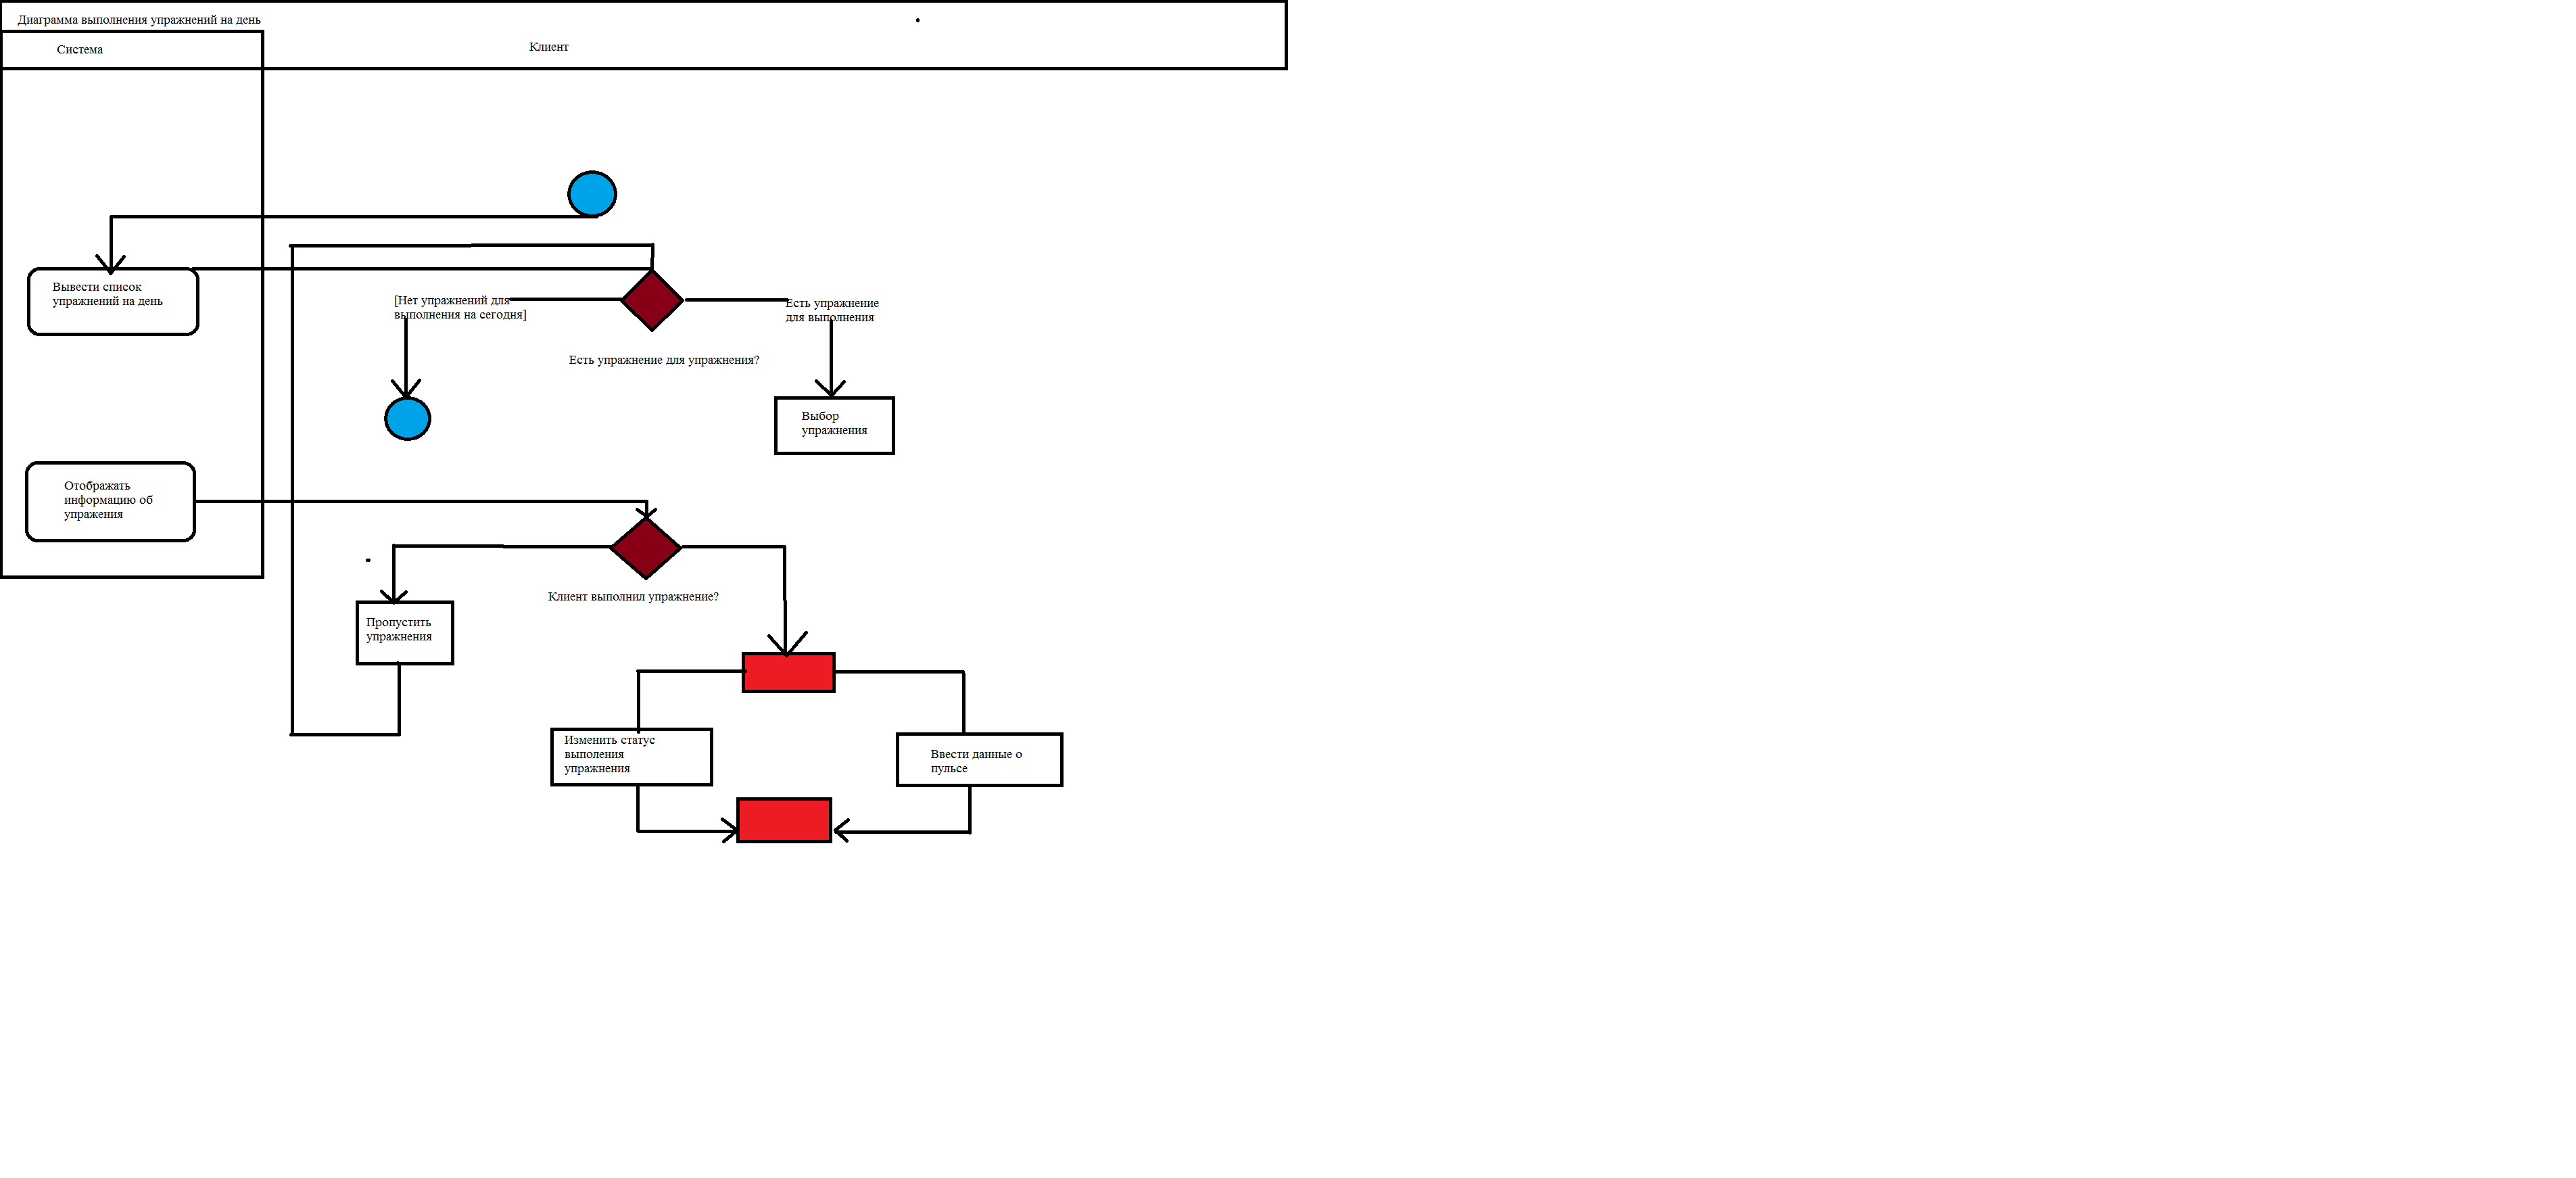 Диаграмма выполнения упражнений на день
Система
Клиент
Вывести список
упражнений на день
[Нет упражнений для
выполнения на сегодня]
Есть упражнение
для выполнения
Есть упражнение для упражнения?
Выбор
упражнения
Отображать
информацию об
упражения
Клиент выполнил упражнение?
Пропустить
упражнения
Изменить статус
выполения
упражнения
Ввести данные о
пульсе